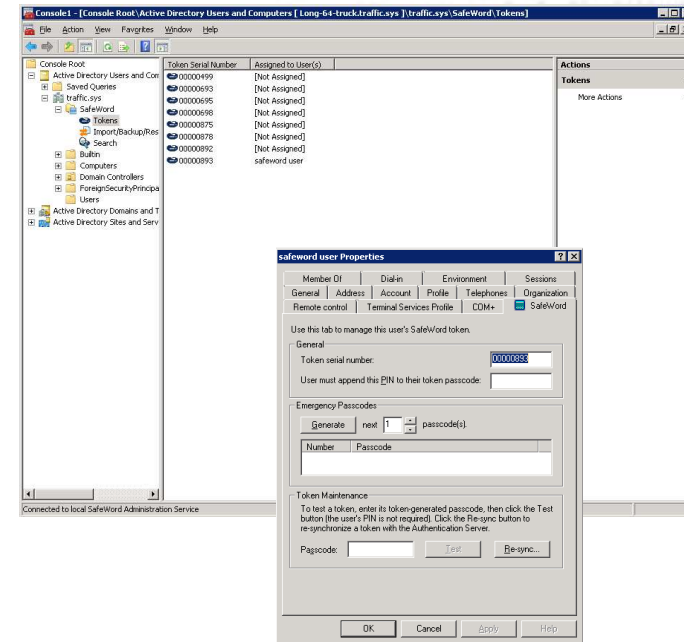 Console1 - [Console Root\Active Directory Users and Computers [ Long-64-truck.traffic.sys ]\traffic.sys\SafeWord\Tokens]
File Action View Favorites Window Help
Console Root
Active Directory Users and Com
Saved Queries
traffic.sys
SafeWord
Tokens
Import/Backup/Res
Search
Builtin
Computers
Domain Controllers
ForeignSecurityPrincipa
Users
Active Directory Domains and T
Active Directory Sites and Serv
Token Serial Number Assigned to User(s)
00000499 [Not Assigned]
00000693 [Not Assigned]
00000695 [Not Assigned]
00000698 [Not Assigned]
00000875 [Not Assigned]
00000878 [Not Assigned]
00000892 [Not Assigned]
00000893 safeword user
Actions
Tokens
More Actions
Connected to local SafeWord Administration Service
safeword user Properties
Member Of Dial-in Environment Sessions
General Address Account Profile Telephones Organization
Remote control Terminal Services Profile COM+ SafeWord
Use this tab to manage this user's SafeWord token.
General
Token serial number: 00000893
User must append this PIN to their token passcode:
Emergency Passcodes
Generate next 1 passcode(s).
Number Passcode
Token Maintenance
To test a token, enter its token-generated passcode, then click the Test
button (the user's PIN is not required). Click the Re-sync button to
re-synchronize a token with the Authentication Server.
Passcode: Test Re-sync...
OK Cancel Apply Help